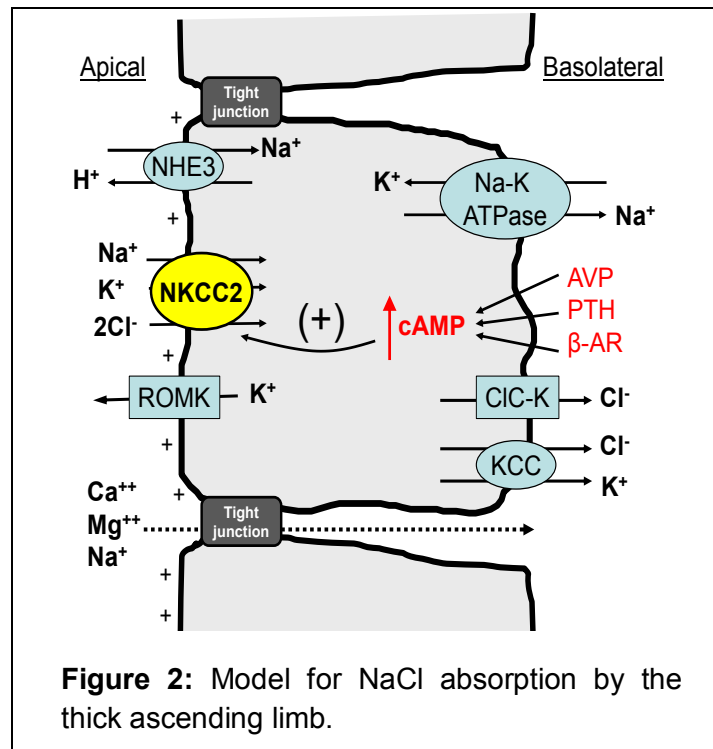 Apical
Basolateral
Tight
junction
+
NHE3
Na⁺
H⁺
+
K⁺
Na-K
ATPase
Na⁺
Na⁺
K⁺
2Cl⁻
NKCC2
+
(+)
cAMP
AVP
PTH
β-AR
+
ROMK
K⁺
ClC-K
Cl⁻
+
KCC
Cl⁻
K⁺
Ca⁺⁺
Mg⁺⁺
Na⁺
+
Tight
junction
+
+
Figure 2: Model for NaCl absorption by the
thick ascending limb.